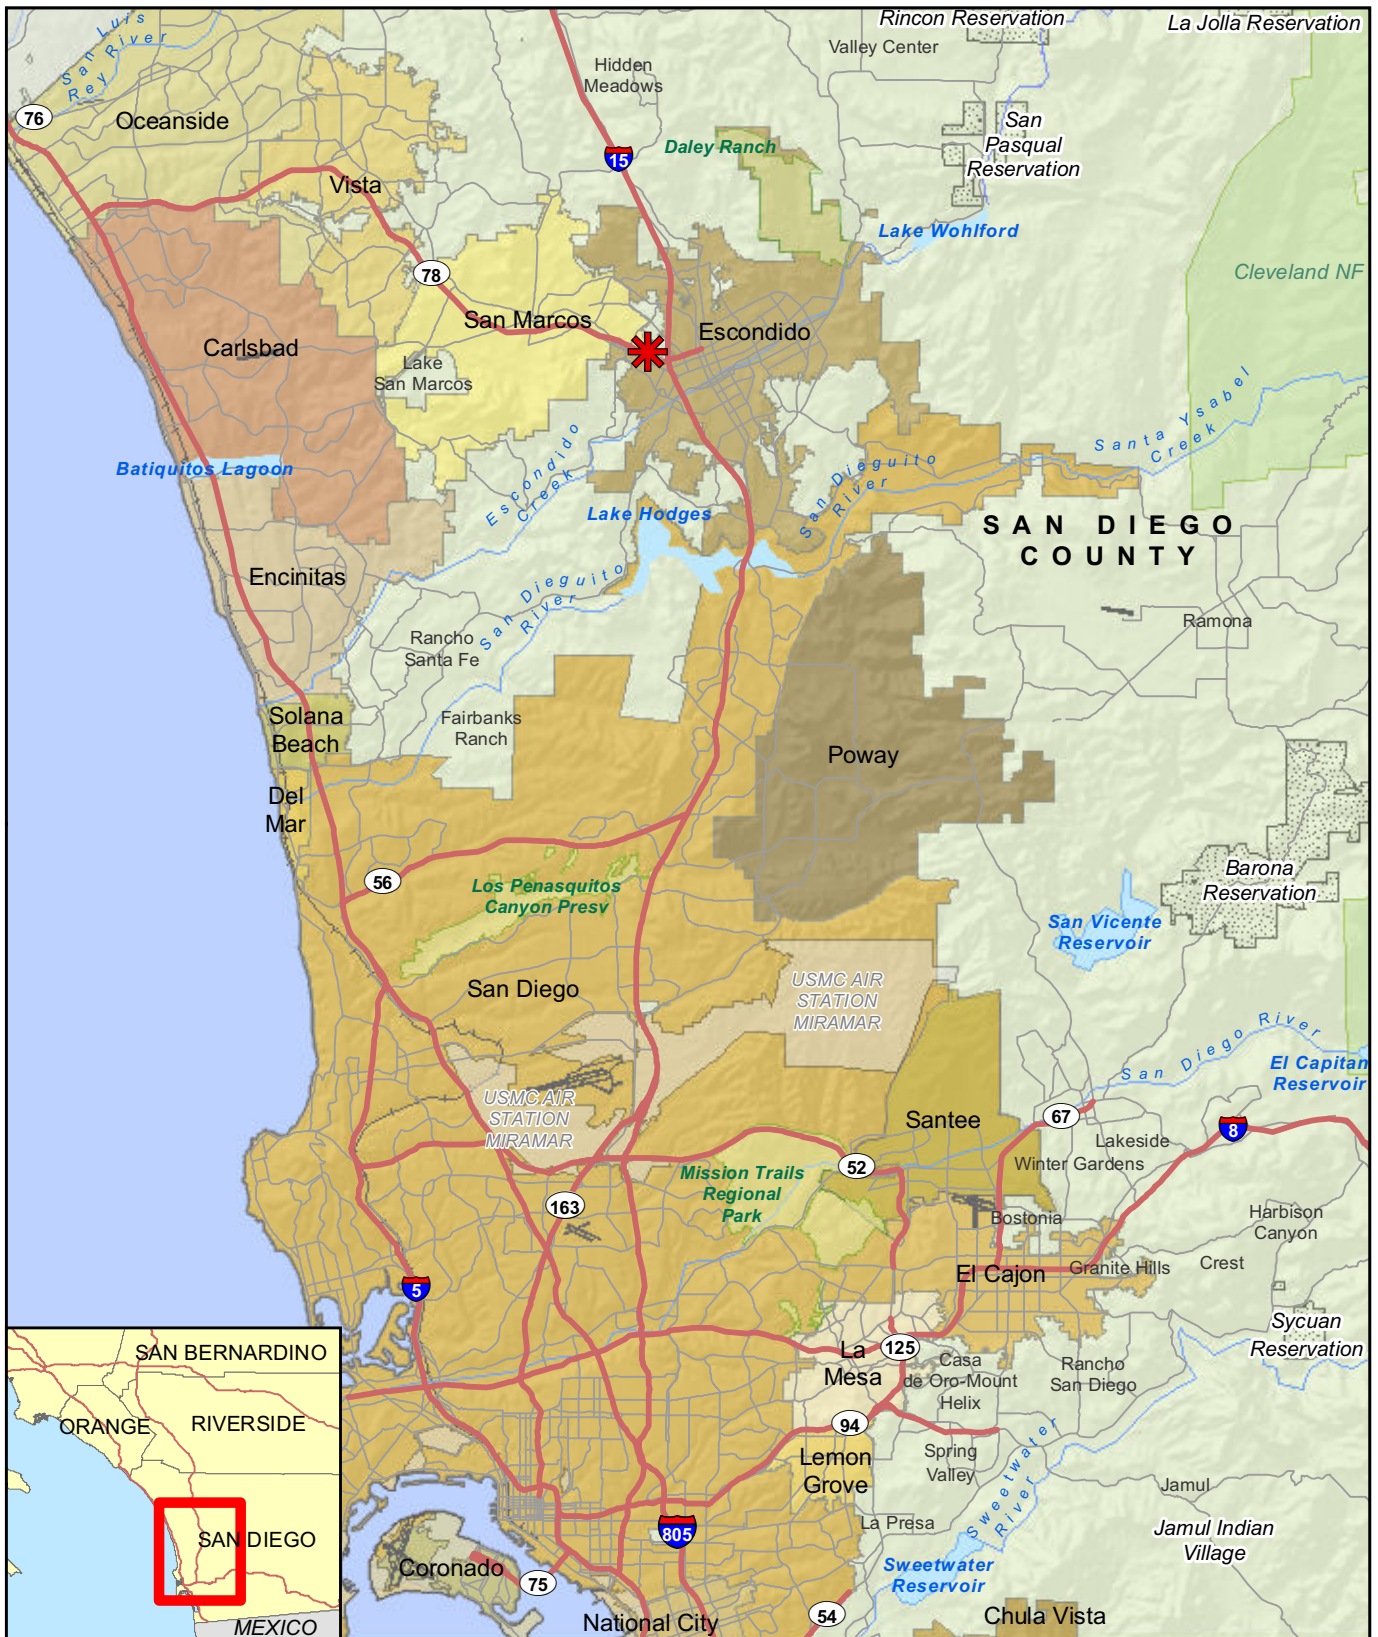 San Luis
Rey River
Rincon Reservation
La Jolla Reservation
Valley Center
Hidden
Meadows
76
Oceanside
San
Pasqual
Reservation
Daley Ranch
15
Vista
Lake Wohlford
Cleveland NF
78
San Marcos
Escondido
Carlsbad
Lake
San Marcos
Santa Ysabel
Creek
Batiquitos Lagoon
Escondido
Creek
San Dieguito
River
Lake Hodges
SAN DIEGO
COUNTY
Encinitas
San Dieguito
River
Ramona
Rancho
Santa Fe
Solana
Beach
Fairbanks
Ranch
Poway
Del
Mar
56
Los Penasquitos
Canyon Presv
Barona
Reservation
San Vicente
Reservoir
San Diego
USMC AIR
STATION
MIRAMAR
San Diego River
El Capitan
Reservoir
USMC AIR
STATION
MIRAMAR
Santee
67
8
Lakeside
Winter Gardens
52
Mission Trails
Regional
Park
163
Bostonia
Harbison
Canyon
El Cajon
Granite Hills
Crest
5
Sycuan
Reservation
125
La
Mesa
Casa
de Oro-Mount
Helix
Rancho
San Diego
SAN BERNARDINO
ORANGE
RIVERSIDE
94
Lemon
Grove
Spring
Valley
Sweetwater
River
Jamul
La Presa
805
Jamul Indian
Village
SAN DIEGO
Coronado
75
Sweetwater
Reservoir
54
National City
Chula Vista
MEXICO